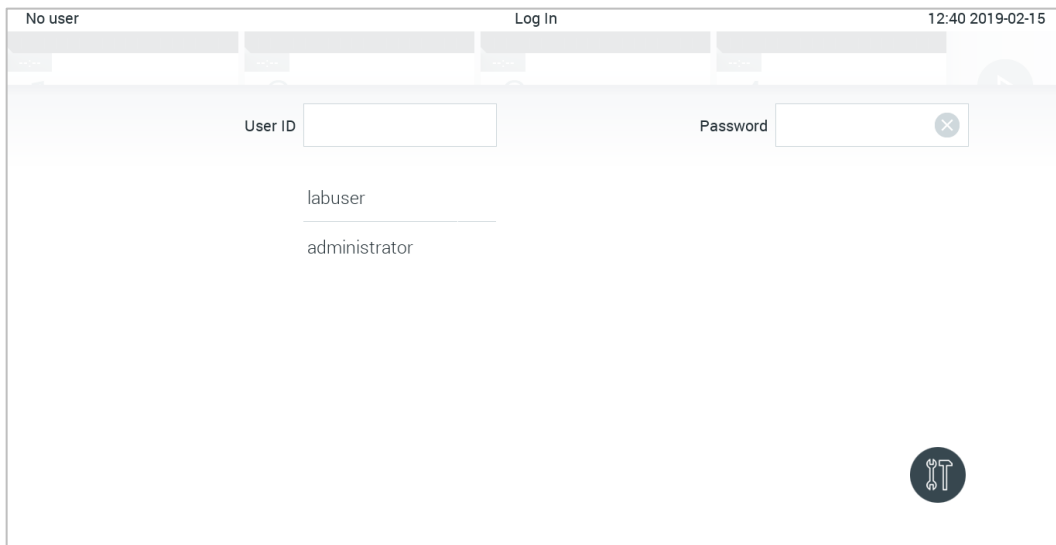 No user Log In 12:40 2019-02-15
--:-- --:-- --:-- --:--
User ID Password
labuser
administrator